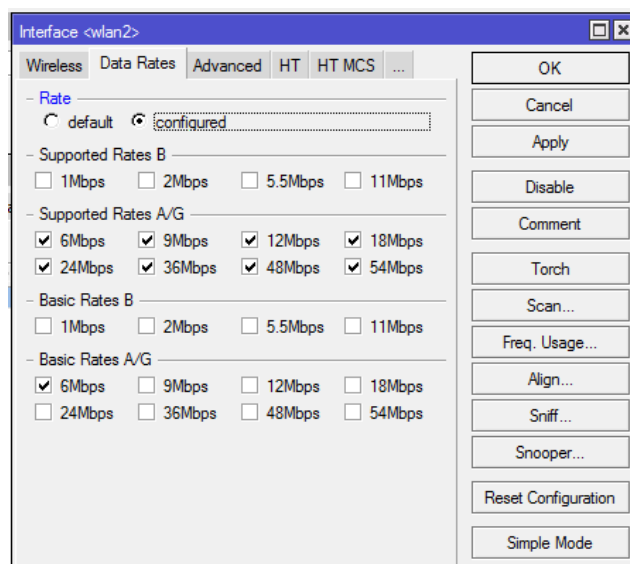 Interface <wlan2>
Wireless Data Rates Advanced HT HT MCS ...
Rate
default configured
Supported Rates B
1Mbps 2Mbps 5.5Mbps 11Mbps
Supported Rates A/G
6Mbps 9Mbps 12Mbps 18Mbps
24Mbps 36Mbps 48Mbps 54Mbps
Basic Rates B
1Mbps 2Mbps 5.5Mbps 11Mbps
Basic Rates A/G
6Mbps 9Mbps 12Mbps 18Mbps
24Mbps 36Mbps 48Mbps 54Mbps
OK
Cancel
Apply
Disable
Comment
Torch
Scan...
Freq. Usage...
Align...
Sniff...
Snooper...
Reset Configuration
Simple Mode